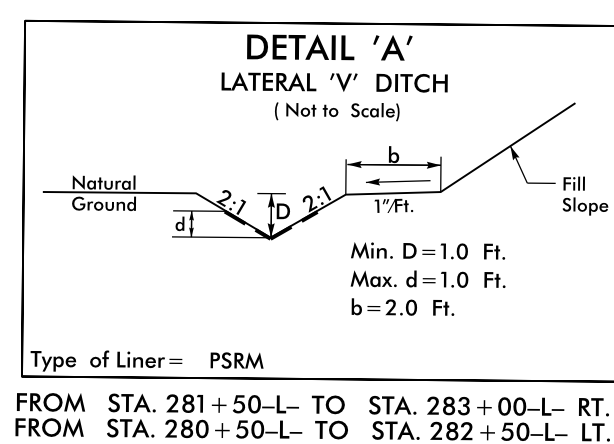 DETAIL 'A'
LATERAL 'V' DITCH
( Not to Scale)
b
Natural
Ground
2:1
D
2:1
1"/Ft.
Fill
Slope
d
Min. D=1.0 Ft.
Max. d=1.0 Ft.
b=2.0 Ft.
Type of Liner= PSRM
FROM STA. 281+50-L- TO STA. 283+00-L- RT.
FROM STA. 280+50-L- TO STA. 282+50-L- LT.